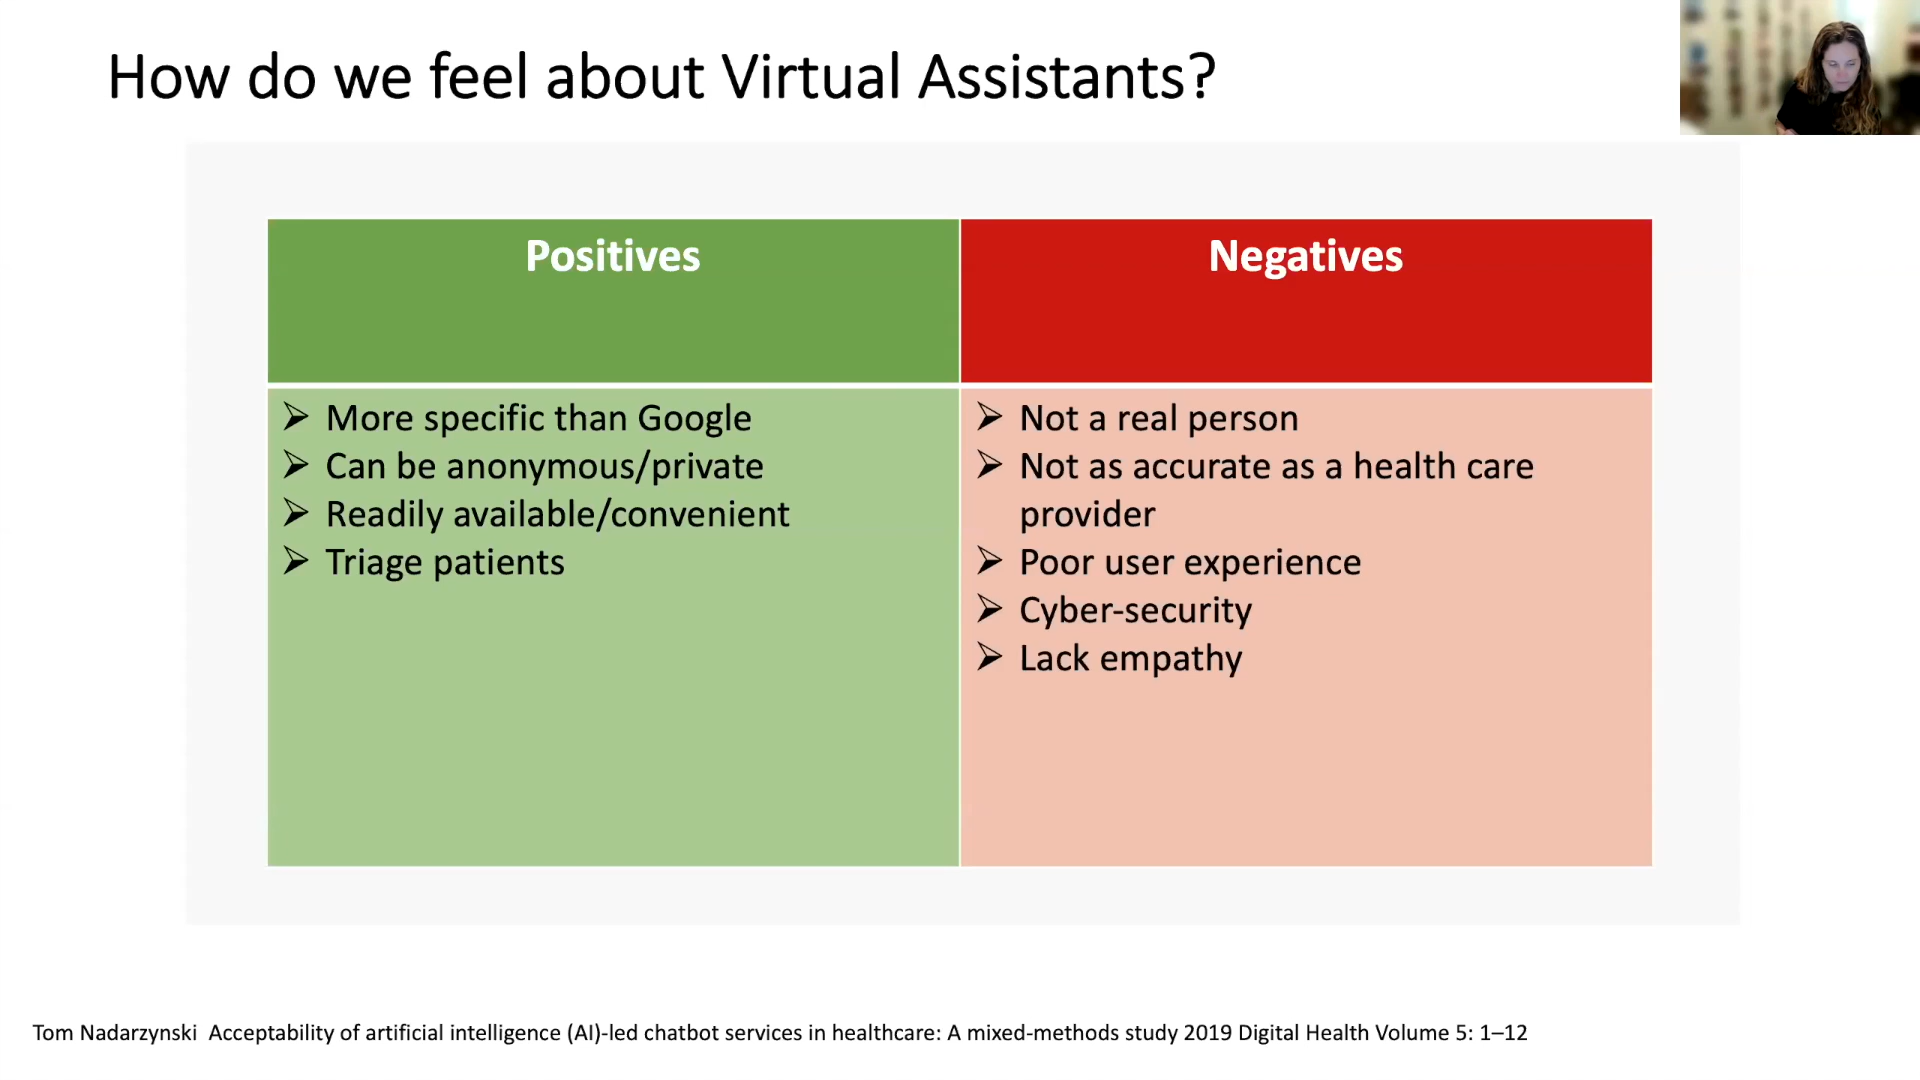 How do we feel about Virtual Assistants?
Positives
Negatives
➢ More specific than Google
➢ Can be anonymous/private
➢ Readily available/convenient
➢ Triage patients
➢ Not a real person
➢ Not as accurate as a health care
provider
➢ Poor user experience
➢ Cyber-security
➢ Lack empathy
Tom Nadarzynski  Acceptability of artificial intelligence (AI)-led chatbot services in healthcare: A mixed-methods study 2019 Digital Health Volume 5: 1–12